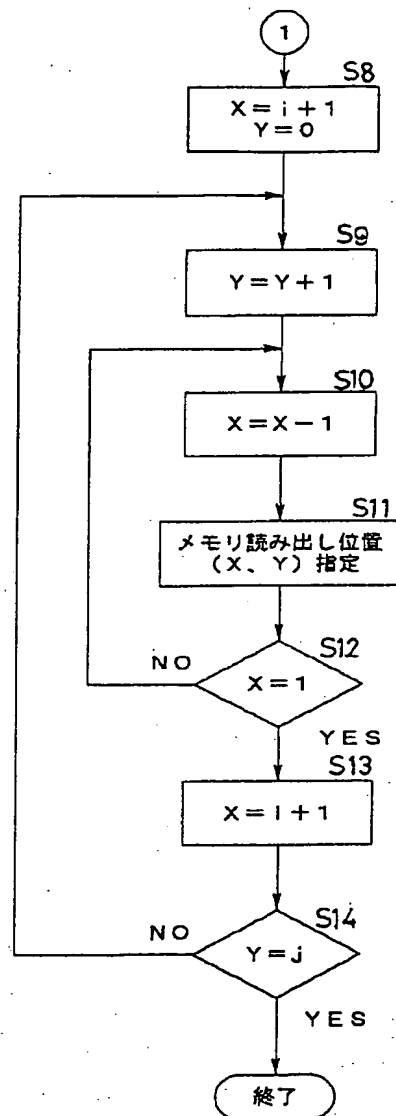 1
S8
X=i+1
Y=0
S9
Y=Y+1
S10
X=X-1
S11
メモリ読み出し位置
(X、Y)指定
S12
NO
X=1
YES
S13
X=i+1
S14
NO
Y=j
YES
終了